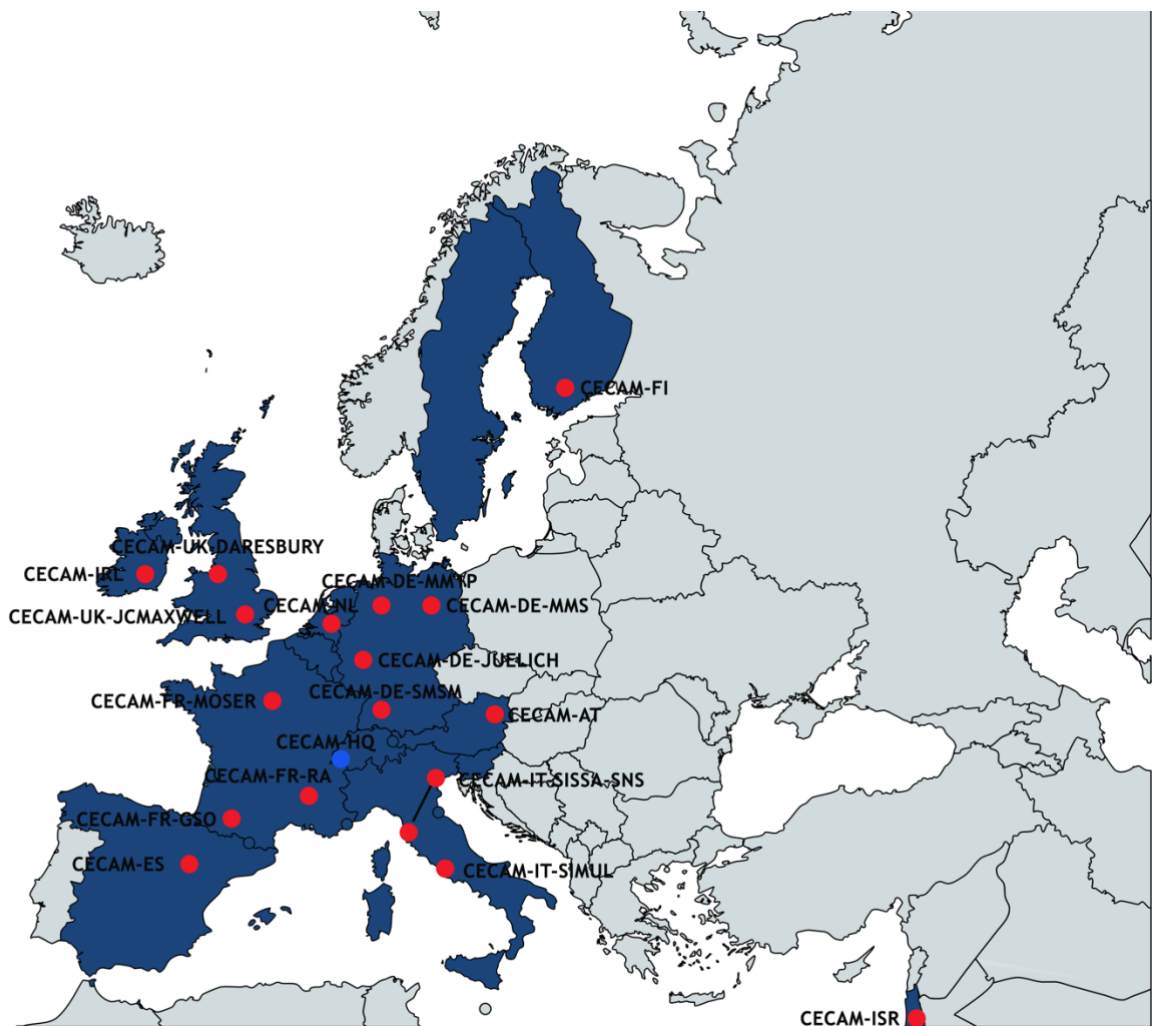 CECAM-FI
CECAM-UK-DARESBURY
CECAM-IRL
CECAM-DE-MMTP
CECAM-NL
CECAM-DE-MMS
CECAM-UK-JCMAXWELL
CECAM-DE-JUELICH
CECAM-DE-SMSM
CECAM-FR-MOSER
CECAM-AT
CECAM-HQ
CECAM-FR-RA
CECAM-IT-SISSA-SNS
CECAM-FR-GSO
CECAM-ES
CECAM-IT-SIMUL
CECAM-ISR